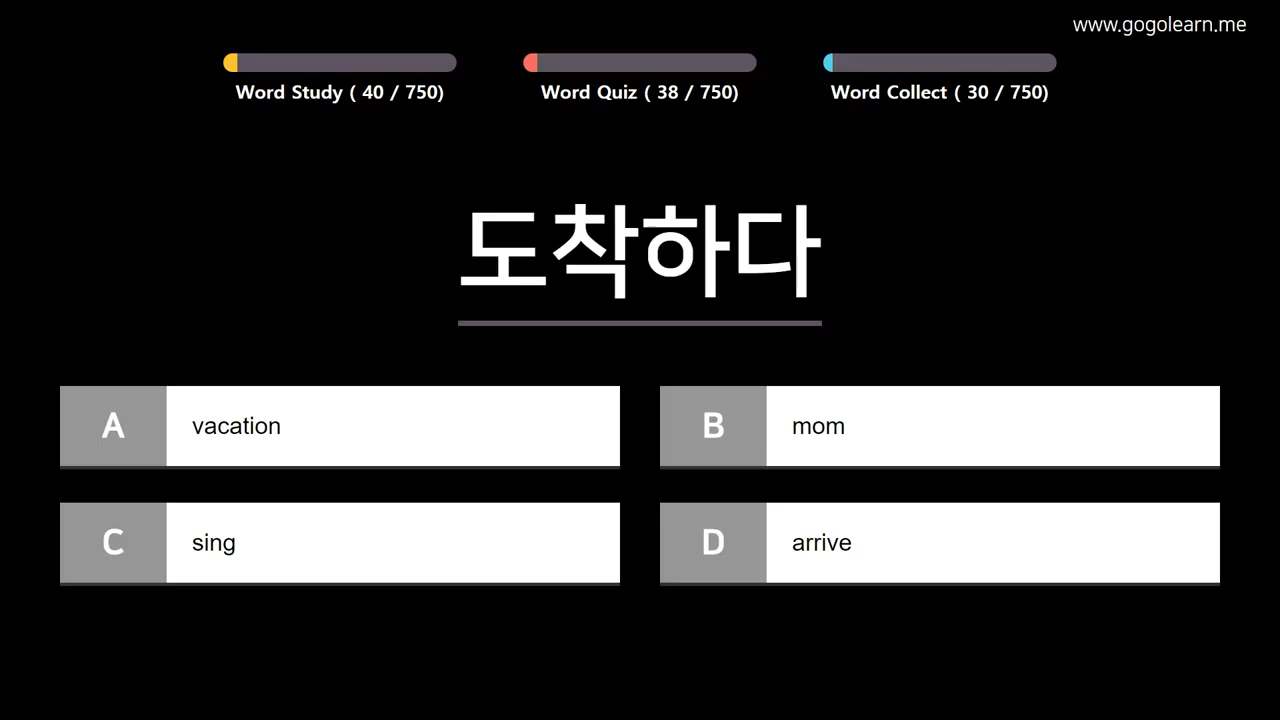 www.gogolearn.me
Word Study ( 40 / 750)
Word Quiz ( 38 / 750)
Word Collect ( 30 / 750)
도착하다
A vacation
B mom
C sing
D arrive